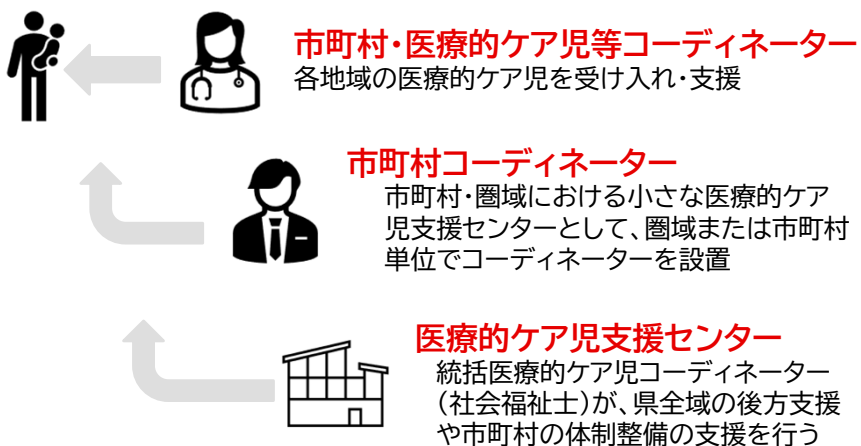 市町村・医療的ケア児等コーディネーター
各地域の医療的ケア児を受け入れ・支援
市町村コーディネーター
市町村・圏域における小さな医療的ケア
児支援センターとして、圏域または市町村
単位でコーディネーターを設置
医療的ケア児支援センター
統括医療的ケア児コーディネーター
（社会福祉士）が、県全域の後方支援
や市町村の体制整備の支援を行う